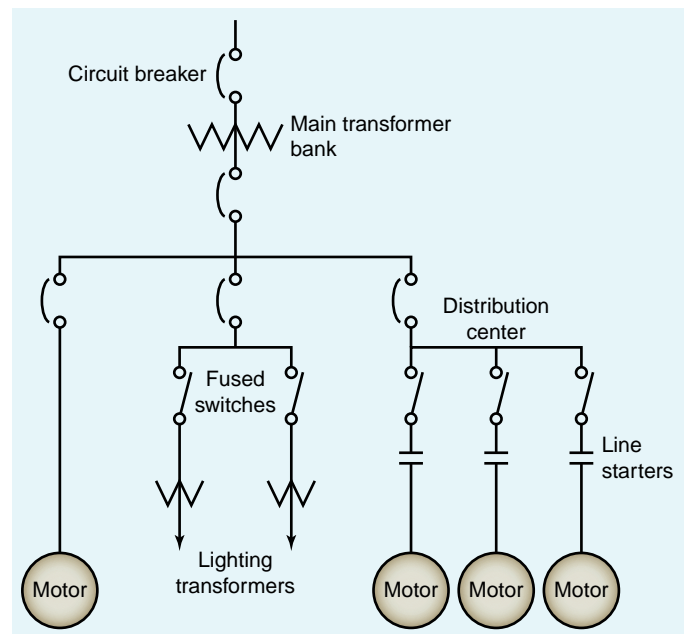 Circuit breaker
Main transformer
bank
Distribution
center
Fused
switches
Line
starters
Lighting
transformers
Motor
Motor
Motor
Motor